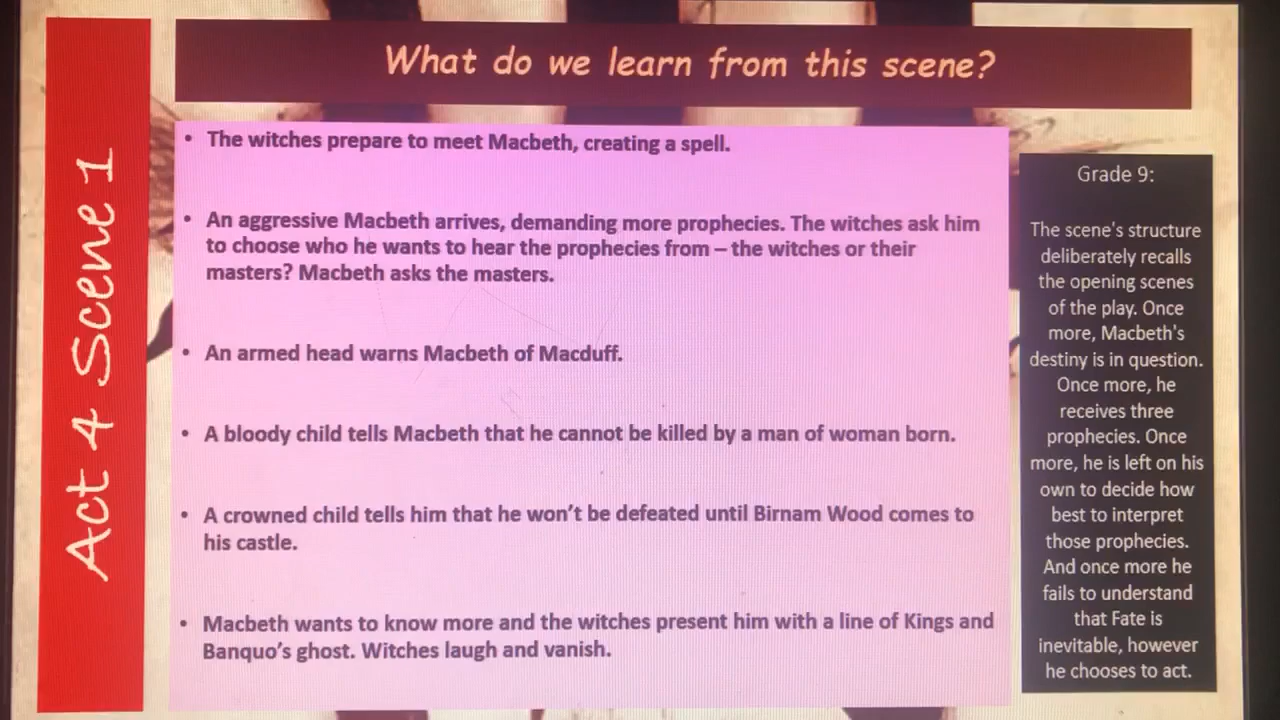 Act 4 Scene 1
What do we learn from this scene?
• The witches prepare to meet Macbeth, creating a spell.
• An aggressive Macbeth arrives, demanding more prophecies. The witches ask him
to choose who he wants to hear the prophecies from – the witches or their
masters? Macbeth asks the masters.
• An armed head warns Macbeth of Macduff.
• A bloody child tells Macbeth that he cannot be killed by a man of woman born.
• A crowned child tells him that he won't be defeated until Birnam Wood comes to
his castle.
• Macbeth wants to know more and the witches present him with a line of Kings and
Banquo's ghost. Witches laugh and vanish.
Grade 9:
The scene's structure
deliberately recalls
the opening scenes
of the play. Once
more, Macbeth's
destiny is in question.
Once more, he
receives three
prophecies. Once
more, he is left on his
own to decide how
best to interpret
those prophecies.
And once more he
fails to understand
that Fate is
inevitable, however
he chooses to act.